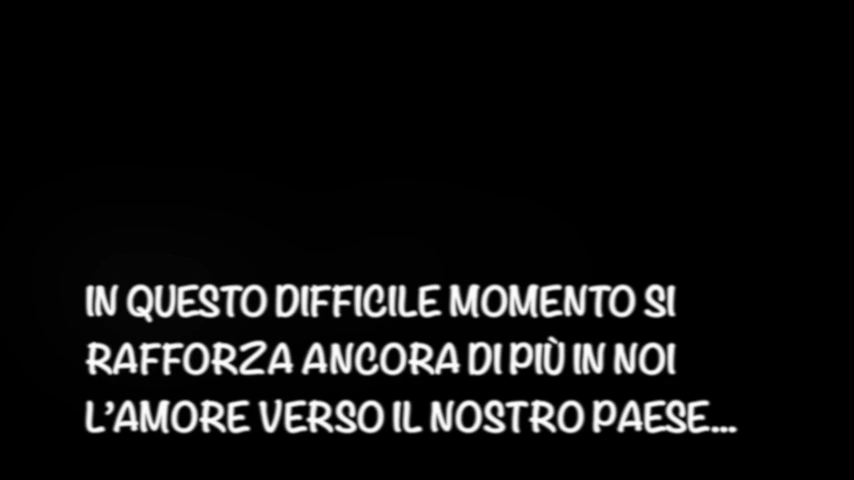 IN QUESTO DIFFICILE MOMENTO SI
RAFFORZA ANCORA DI PIÙ IN NOI
L'AMORE VERSO IL NOSTRO PAESE...